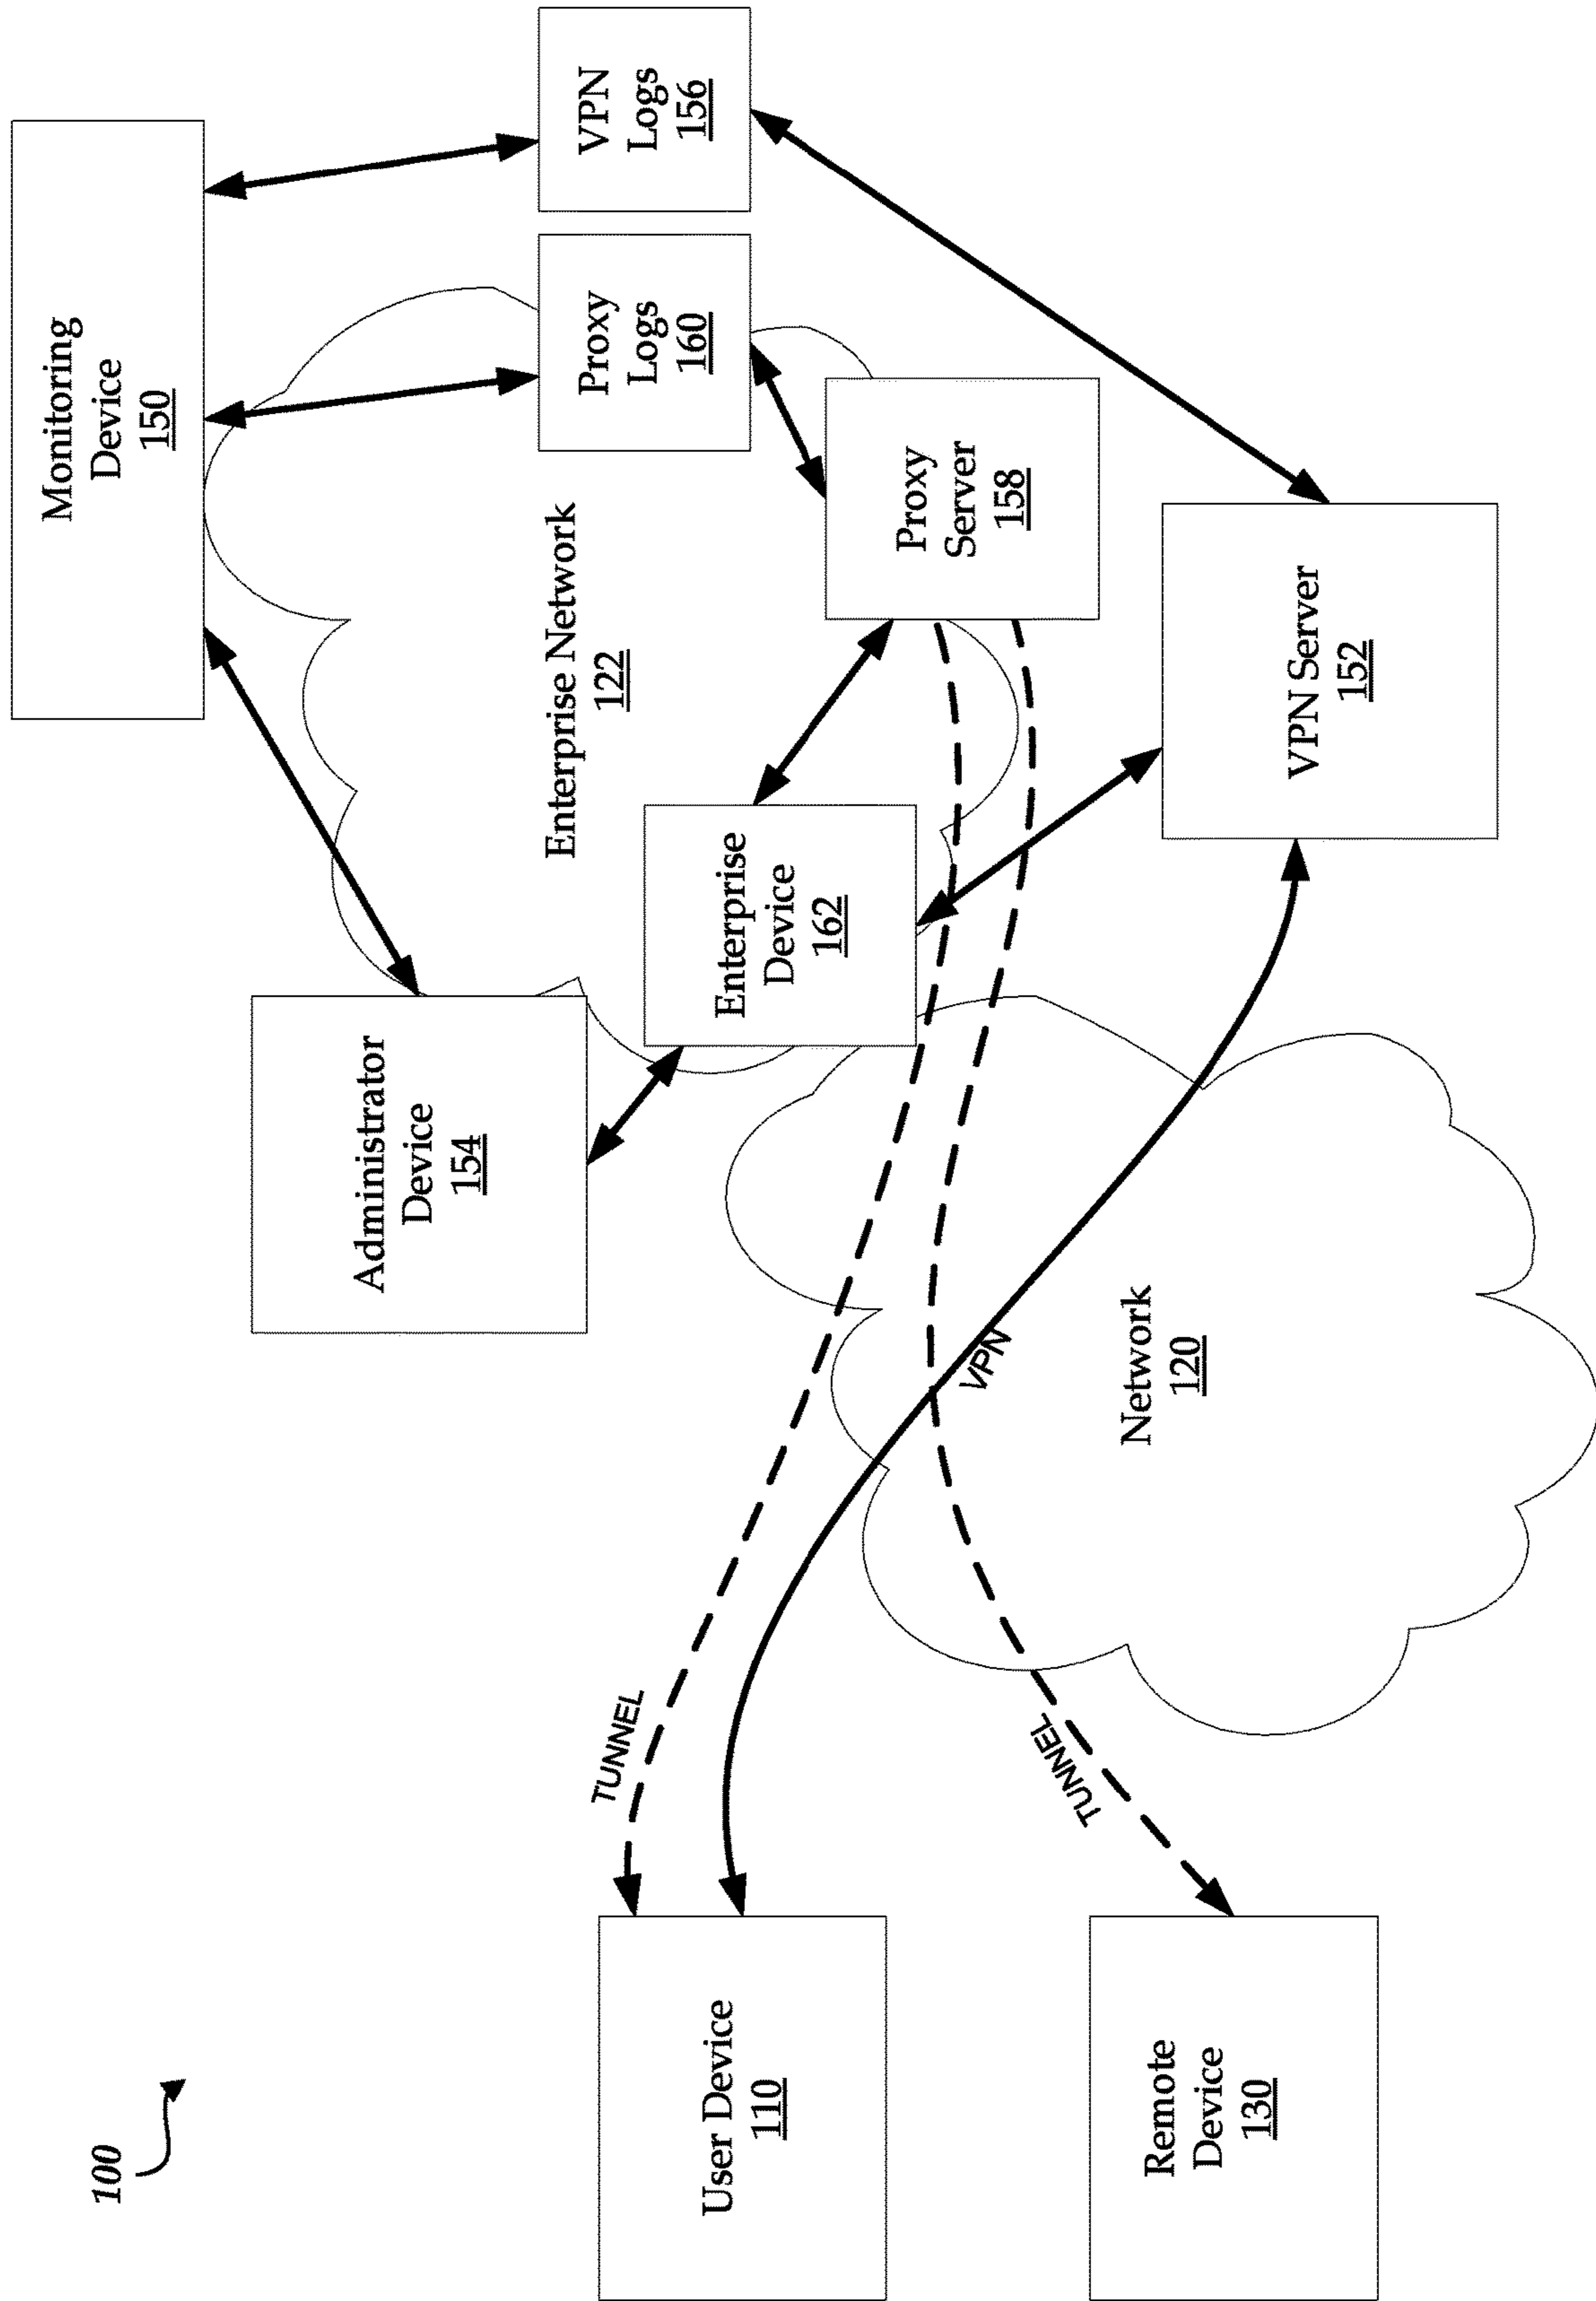 100
User Device
110
Remote
Device
130
TUNNEL
TUNNEL
VPN
Network
120
Administrator
Device
154
Enterprise
Device
162
Enterprise Network
122
VPN Server
152
Proxy
Server
158
Monitoring
Device
150
Proxy
Logs
160
VPN
Logs
156